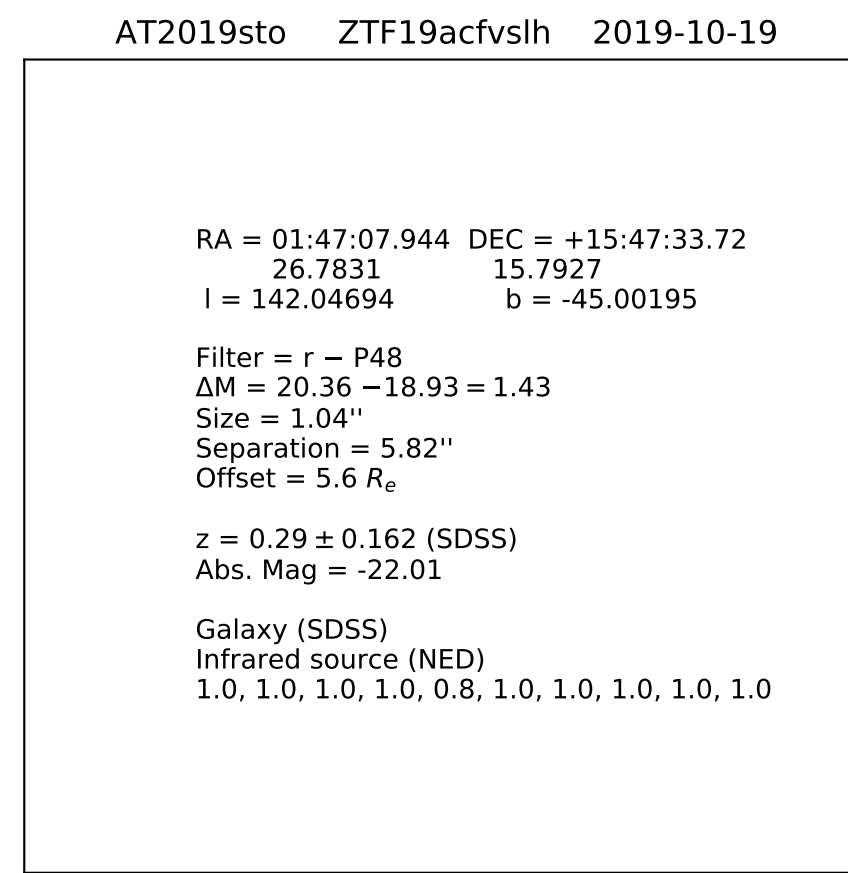 AT2019sto ZTF19acfvslh 2019-10-19
RA = 01:47:07.944 DEC = +15:47:33.72
26.7831 15.7927
l = 142.04694 b = -45.00195
Filter = r − P48
ΔM = 20.36 −18.93 = 1.43
Size = 1.04''
Separation = 5.82''
Offset = 5.6 Rₑ
z = 0.29 ± 0.162 (SDSS)
Abs. Mag = -22.01
Galaxy (SDSS)
Infrared source (NED)
1.0, 1.0, 1.0, 1.0, 0.8, 1.0, 1.0, 1.0, 1.0, 1.0